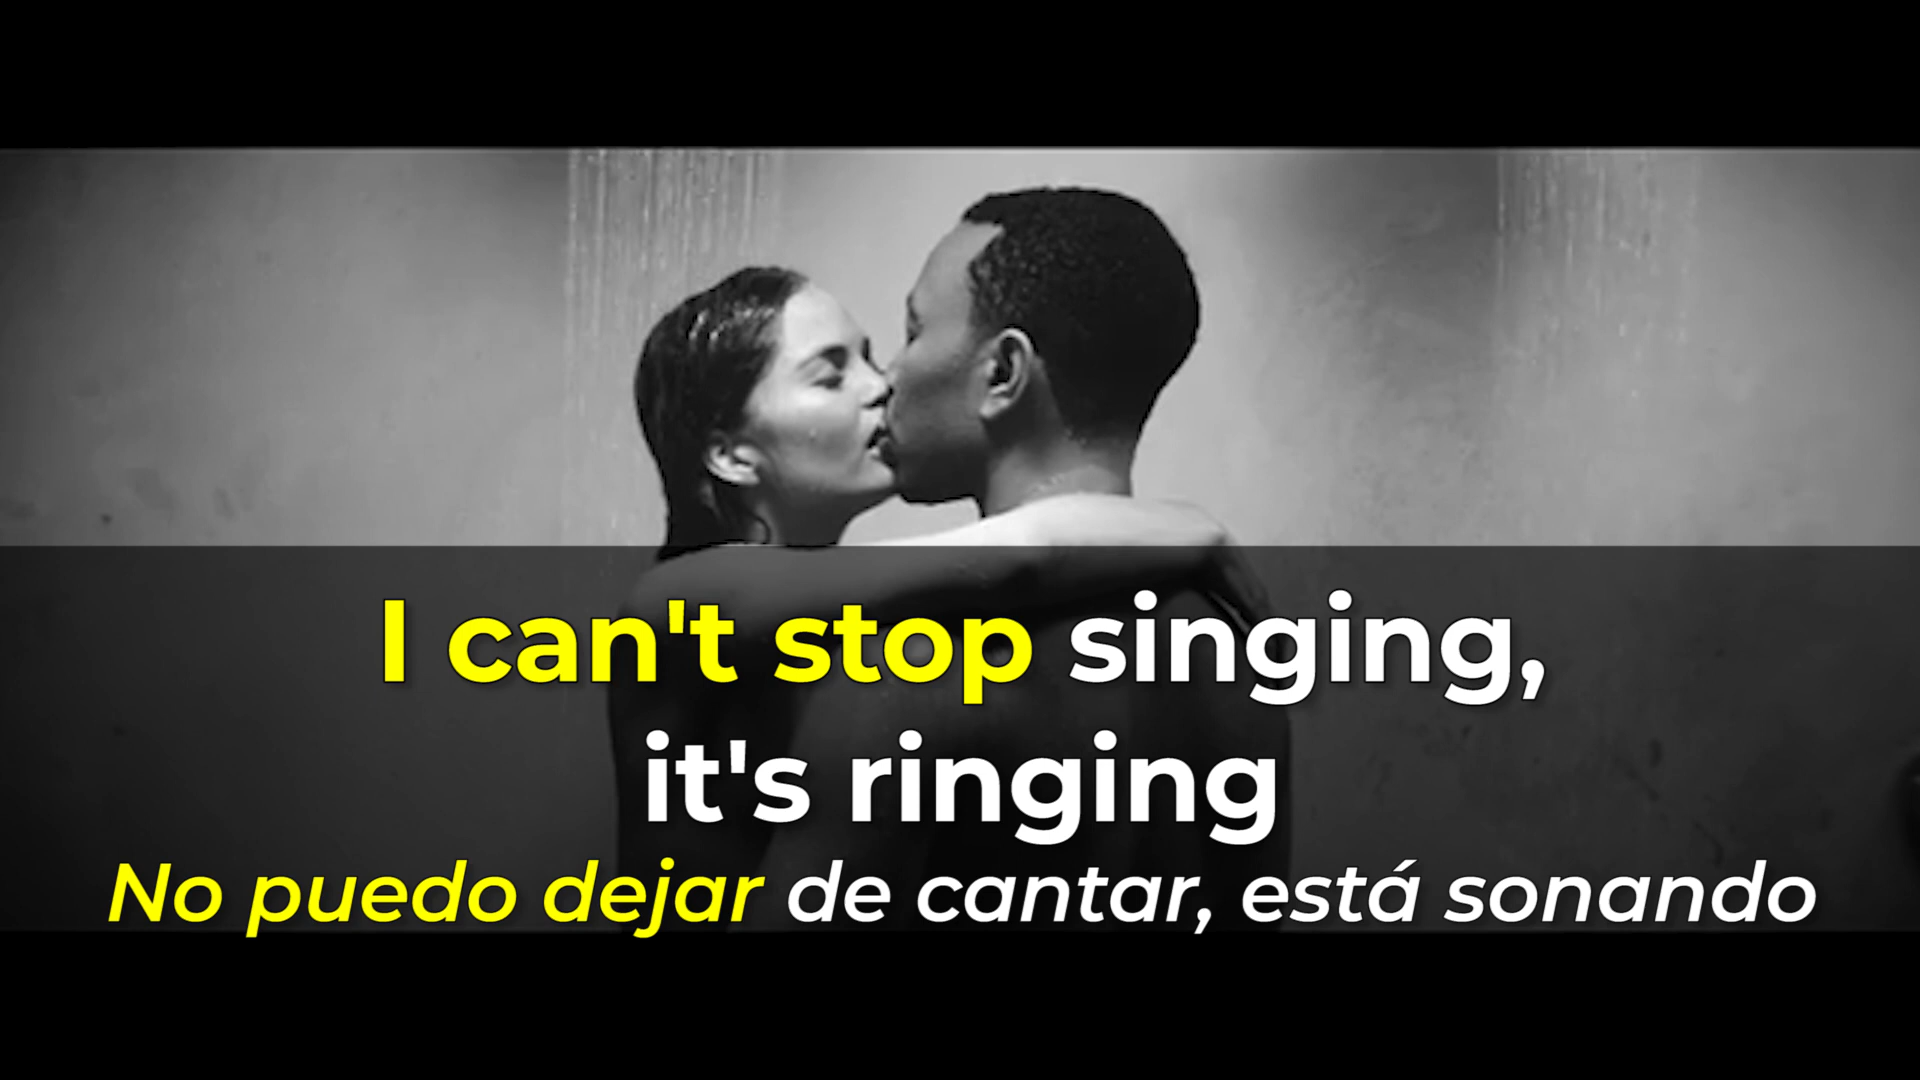 I can't stop singing,
it's ringing
No puedo dejar de cantar, está sonando